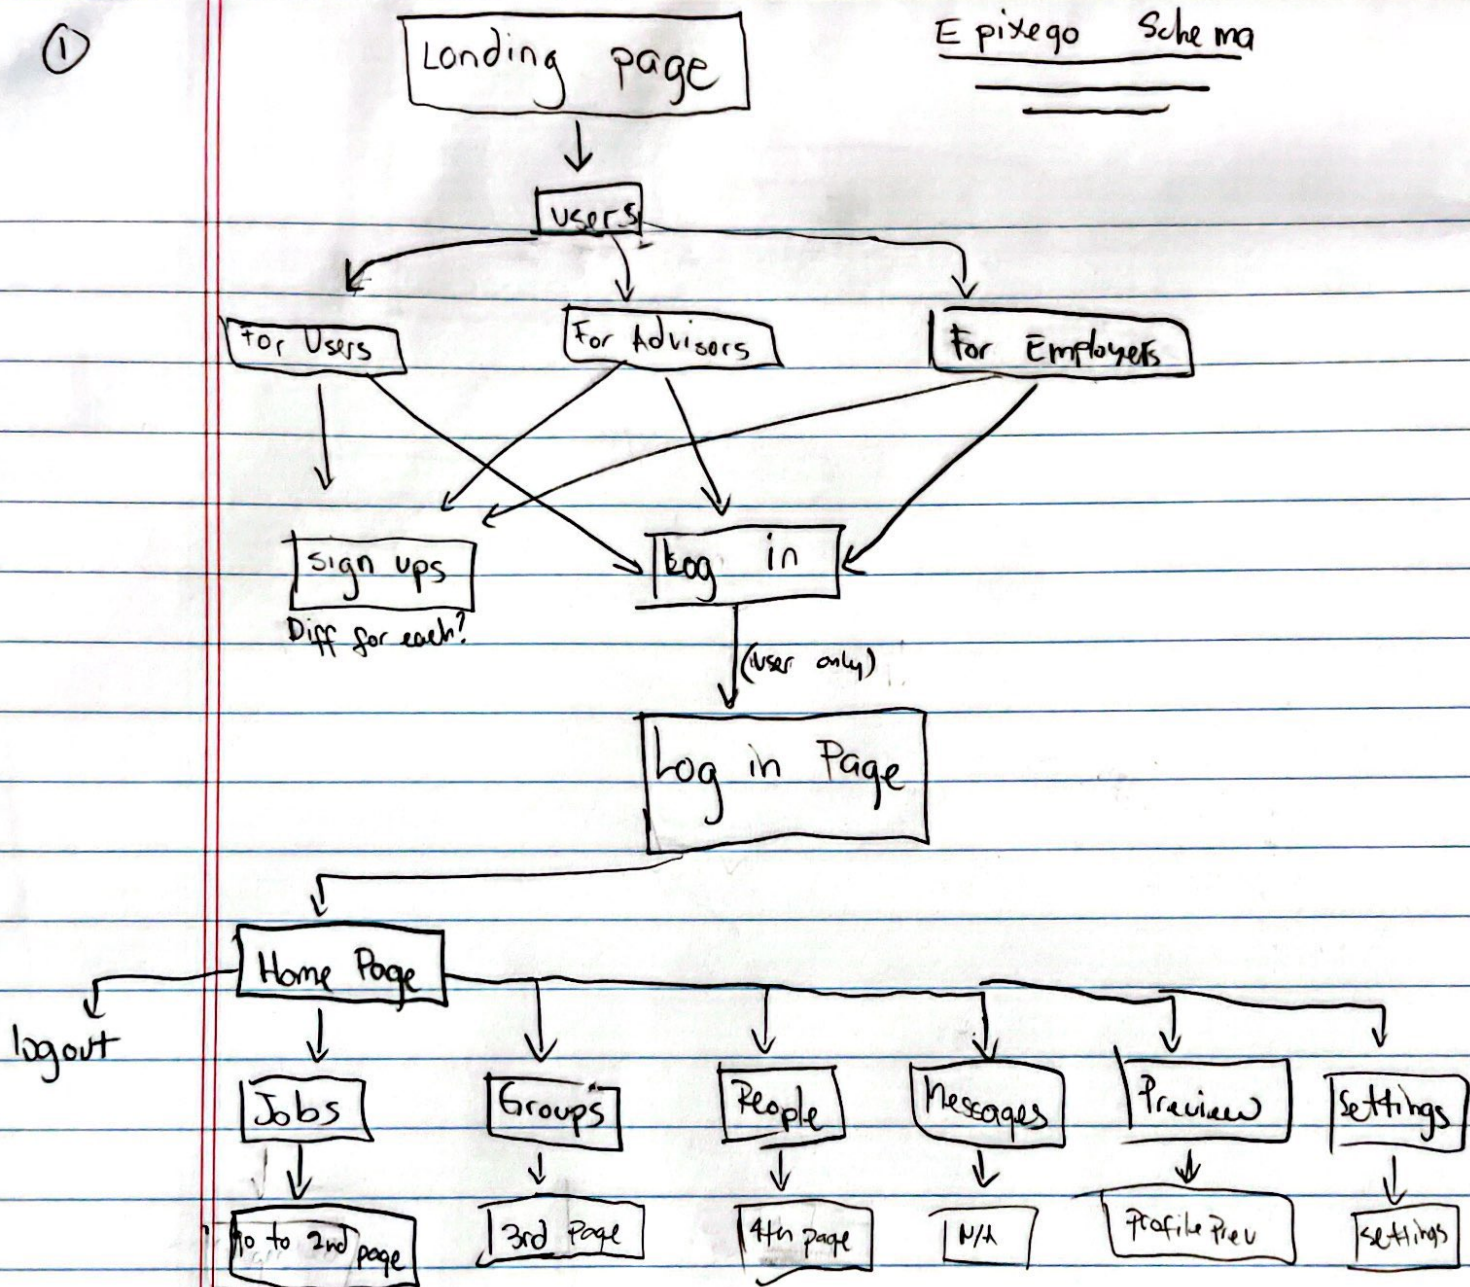 ①
Landing page
Epixego Schema
users
For Users
For Advisors
For Employers
sign ups
Log in
Diff for each?
(user only)
Log in Page
Home Page
logout
Jobs
Groups
People
Messages
Preview
Settings
go to 2nd page
3rd Page
4th page
N/A
Profile Prev
settings